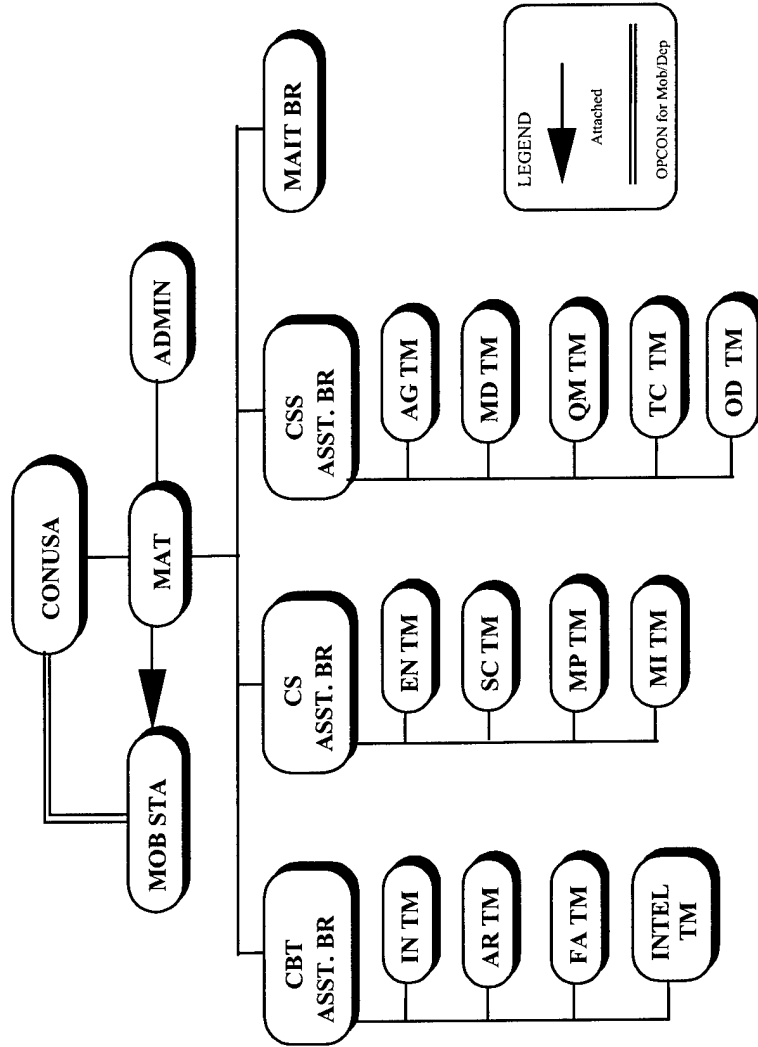 CONUSA
MOB STA
MAT
ADMIN
CBT
ASST. BR
CS
ASST. BR
CSS
ASST. BR
MAIT BR
IN TM
AR TM
FA TM
INTEL
TM
EN TM
SC TM
MP TM
MI TM
AG TM
MD TM
QM TM
TC TM
OD TM
LEGEND
Attached
OPCON for Mob/Dep